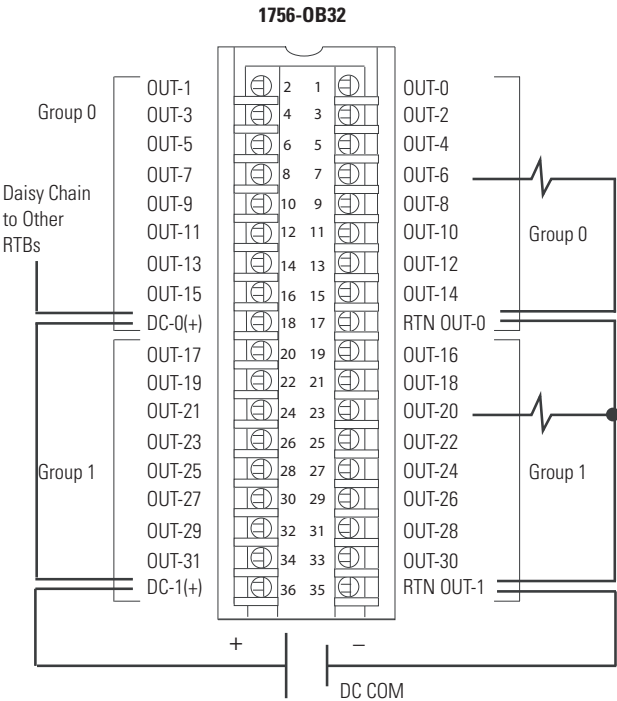 1756-OB32
Group 0
Daisy Chain
to Other
RTBs
Group 1
OUT-1 2 1 OUT-0
OUT-3 4 3 OUT-2
OUT-5 6 5 OUT-4
OUT-7 8 7 OUT-6
OUT-9 10 9 OUT-8
OUT-11 12 11 OUT-10
OUT-13 14 13 OUT-12
OUT-15 16 15 OUT-14
DC-0(+) 18 17 RTN OUT-0
OUT-17 20 19 OUT-16
OUT-19 22 21 OUT-18
OUT-21 24 23 OUT-20
OUT-23 26 25 OUT-22
OUT-25 28 27 OUT-24
OUT-27 30 29 OUT-26
OUT-29 32 31 OUT-28
OUT-31 34 33 OUT-30
DC-1(+) 36 35 RTN OUT-1
Group 0
Group 1
+ –
DC COM